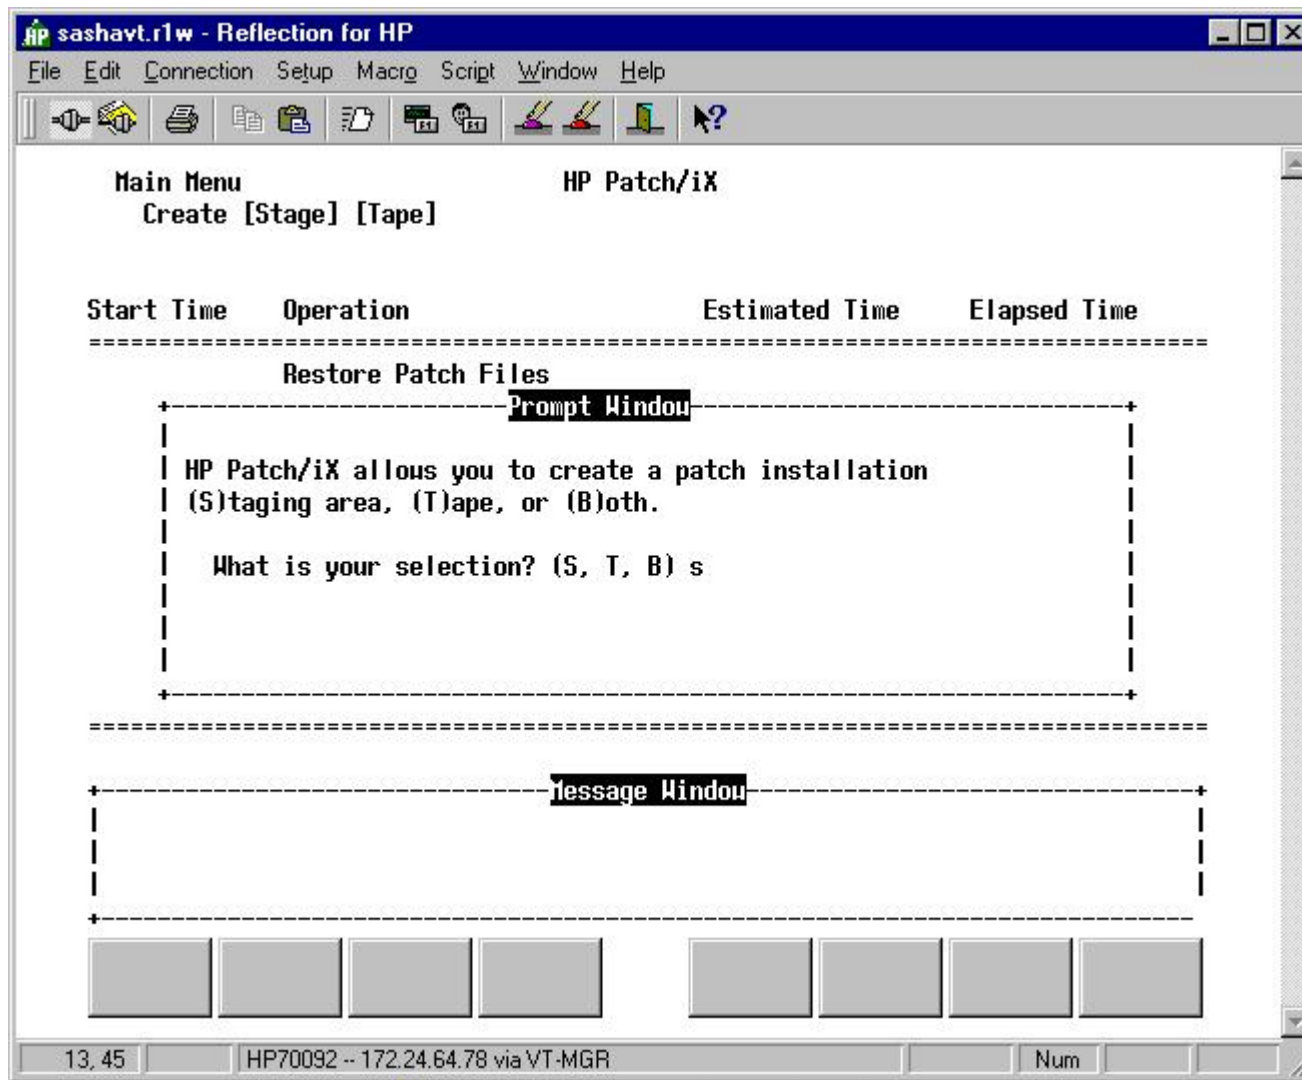 sashavt.r1w - Reflection for HP
File Edit Connection Setup Macro Script Window Help
Main Menu HP Patch/iX
Create [Stage] [Tape]
Start Time Operation Estimated Time Elapsed Time
================================================================================
Restore Patch Files
Prompt Window
HP Patch/iX allows you to create a patch installation
(S)taging area, (T)ape, or (B)oth.
What is your selection? (S, T, B) s
================================================================================
Message Window
13, 45 HP70092 -- 172.24.64.78 via VT-MGR Num